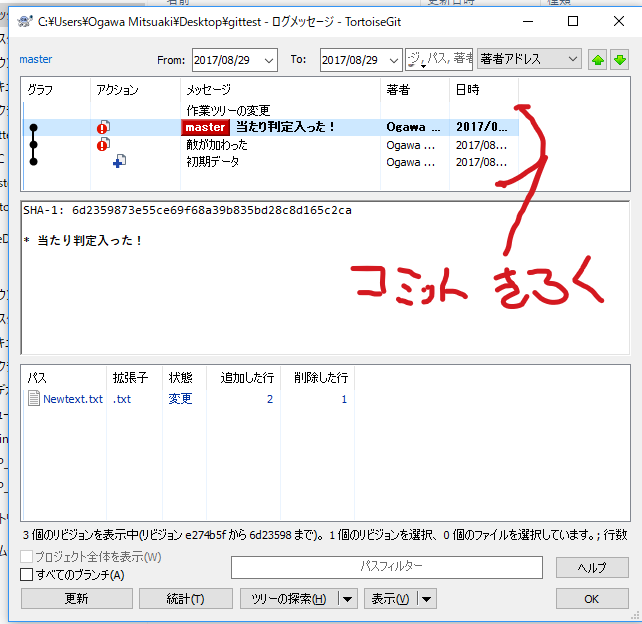 C:¥Users¥Ogawa Mitsuaki¥Desktop¥gittest - ログメッセージ - TortoiseGit
master From: 2017/08/29 To: 2017/08/29 ジ, パス, 著者 著者アドレス
グラフ アクション メッセージ 著者 日時
作業ツリーの変更
master 当たり判定入った! Ogawa ... 2017/0...
敵が加わった Ogawa ... 2017/08...
初期データ Ogawa ... 2017/08...
SHA-1: 6d2359873e55ce69f68a39b835bd28c8d165c2ca
* 当たり判定入った!
コミット きろく
パス 拡張子 状態 追加した行 削除した行
Newtext.txt .txt 変更 2 1
3 個のリビジョンを表示中(リビジョン e274b5f から 6d23598 まで)。1 個のリビジョンを選択、0 個のファイルを選択しています。; 行数
プロジェクト全体を表示(W)
すべてのブランチ(A)
パスフィルター
ヘルプ
更新 統計(T) ツリーの探索(H) 表示(V) OK